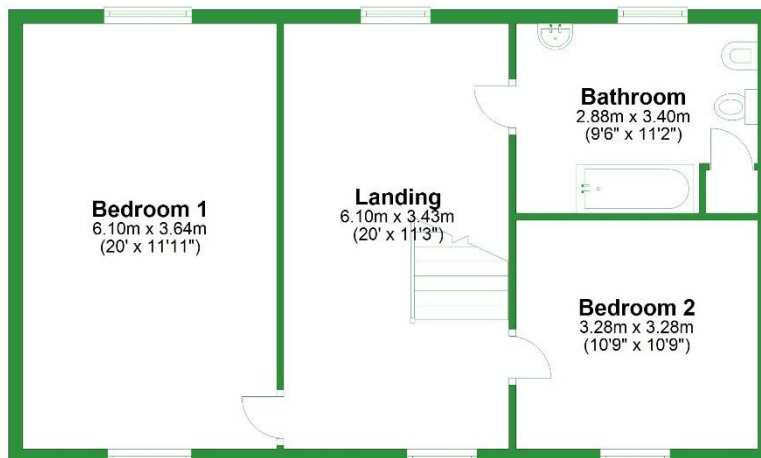 Bedroom 1
6.10m x 3.64m
(20' x 11'11")
Landing
6.10m x 3.43m
(20' x 11'3")
Bathroom
2.88m x 3.40m
(9'6" x 11'2")
Bedroom 2
3.28m x 3.28m
(10'9" x 10'9")